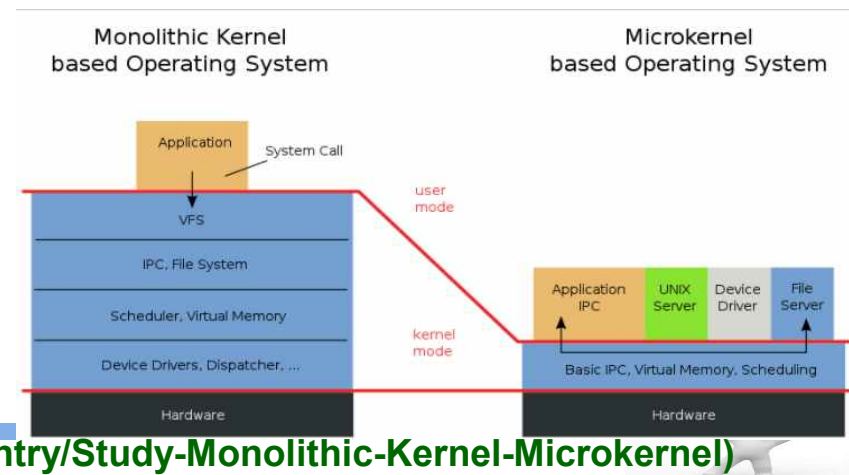 Monolithic Kernel
based Operating System
Microkernel
based Operating System
Application
System Call
user
mode
VFS
IPC, File System
Scheduler, Virtual Memory
kernel
mode
Device Drivers, Dispatcher, ...
Hardware
Application
IPC
UNIX
Server
Device
Driver
File
Server
Basic IPC, Virtual Memory, Scheduling
Hardware
ntry/Study-Monolithic-Kernel-Microkernel)